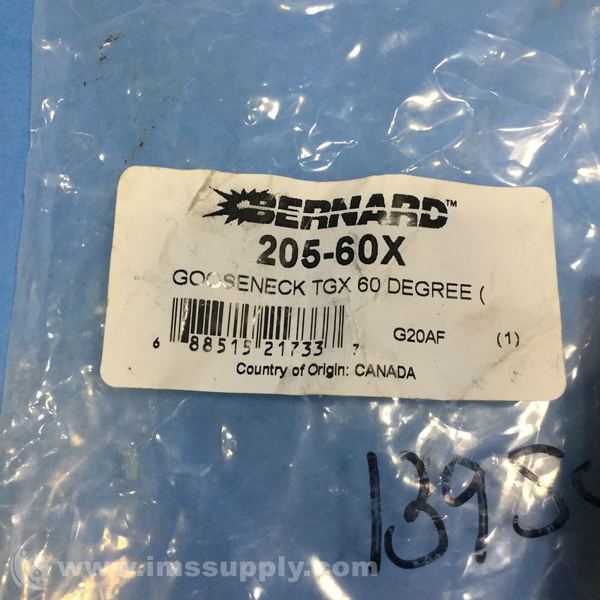 BERNARD™
205-60X
GOOSENECK TGX 60 DEGREE (
G20AF (1)
6 88515 21733 7
Country of Origin: CANADA
www.imssupply.com